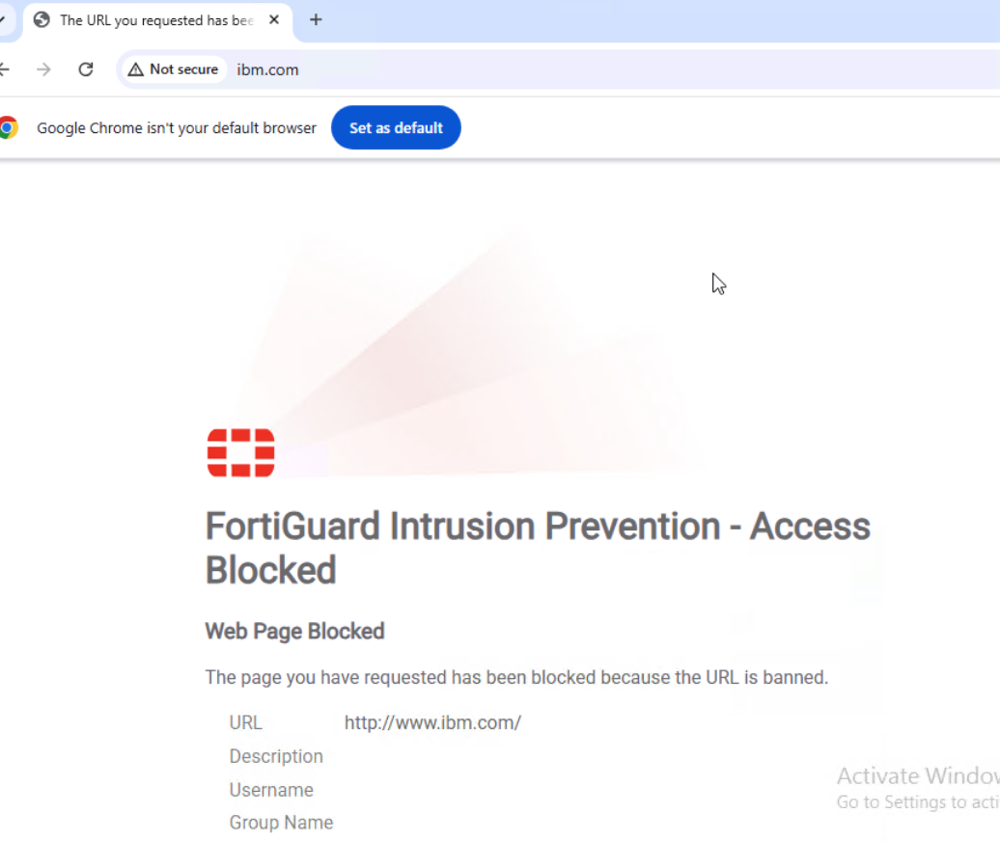 The URL you requested has bee
Not secure ibm.com
Google Chrome isn't your default browser Set as default
FortiGuard Intrusion Prevention - Access
Blocked
Web Page Blocked
The page you have requested has been blocked because the URL is banned.
URL http://www.ibm.com/
Description
Username
Group Name
Activate Window
Go to Settings to acti